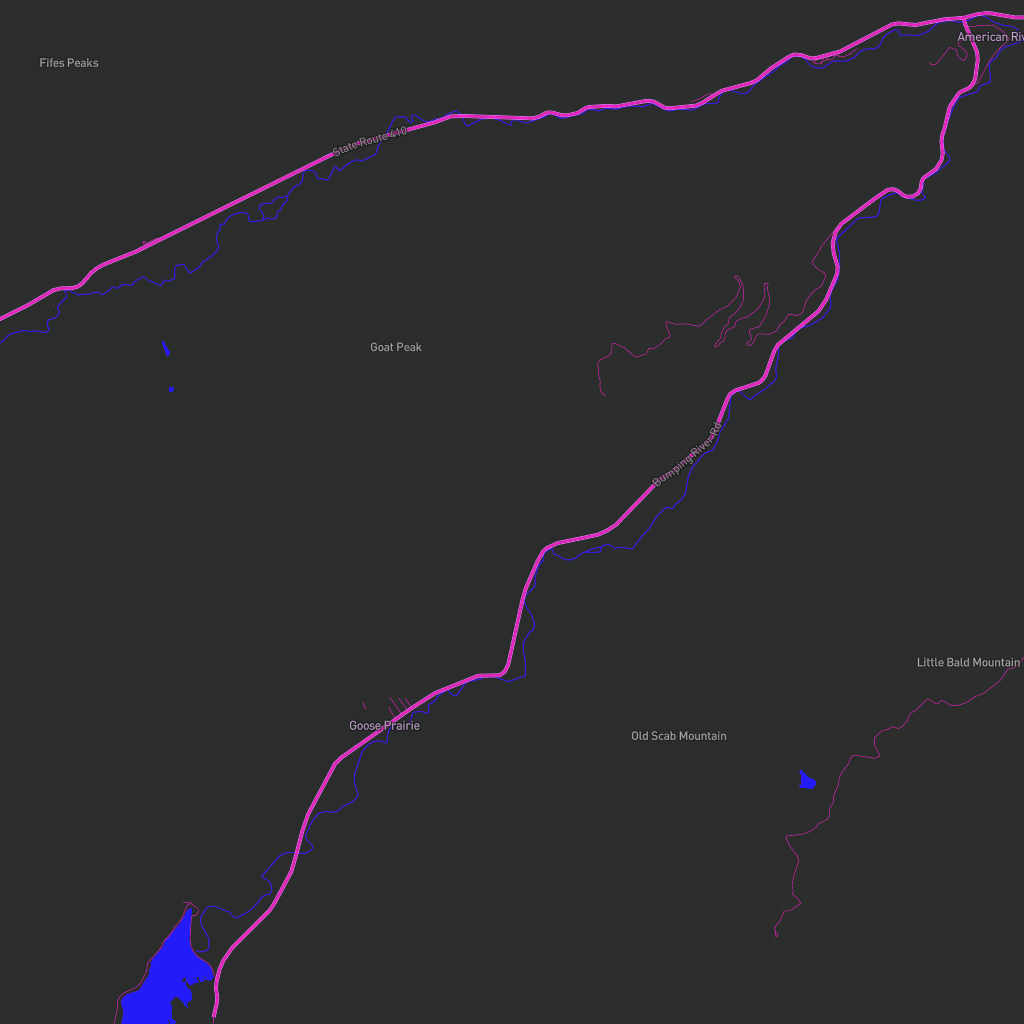 American Riv
Fifes Peaks
State Route 410
Goat Peak
Bumping River Rd
Little Bald Mountain
Goose Prairie
Old Scab Mountain